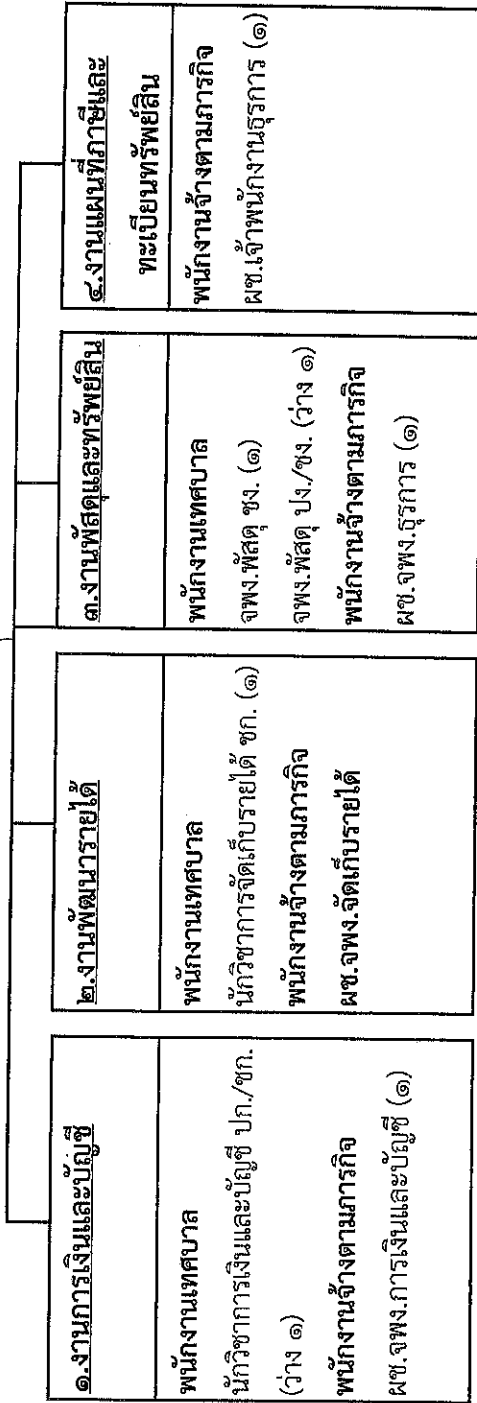 ๑.งานการเงินและบัญชี
พนักงานเทศบาล
นักวิชาการเงินและบัญชี ปก./ชก.
(ว่าง ๑)
พนักงานจ้างตามภารกิจ
ผช.จพง.การเงินและบัญชี (๑)
๒.งานพัฒนารายได้
พนักงานเทศบาล
นักวิชาการจัดเก็บรายได้ ชก. (๑)
พนักงานจ้างตามภารกิจ
ผช.จพง.จัดเก็บรายได้
๓.งานพัสดุและทรัพย์สิน
พนักงานเทศบาล
จพง.พัสดุ ชง. (๑)
จพง.พัสดุ ปง./ชง. (ว่าง ๑)
พนักงานจ้างตามภารกิจ
ผช.จพง.ธุรการ (๑)
๔.งานแผนที่ภาษีและ
ทะเบียนทรัพย์สิน
พนักงานจ้างตามภารกิจ
ผช.เจ้าพนักงานธุรการ (๑)